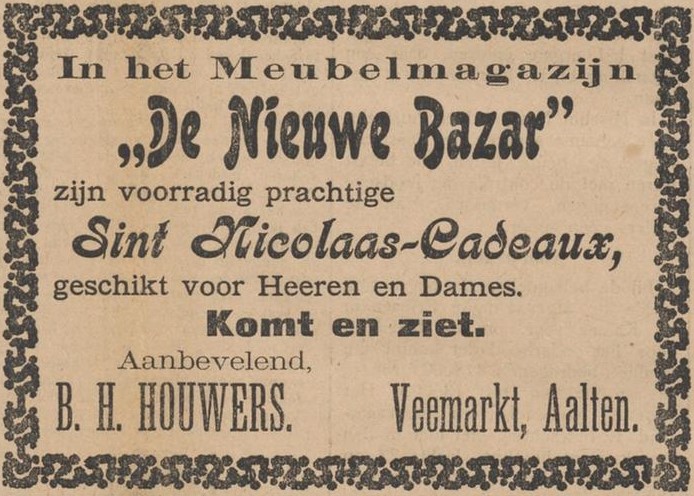 In het Meubelmagazijn
„De Nieuwe Bazar”
zijn voorradig prachtige
Sint Nicolaas-Cadeaux,
geschikt voor Heeren en Dames.
Komt en ziet.
Aanbevelend,
B. H. HOUWERS. Veemarkt, Aalten.